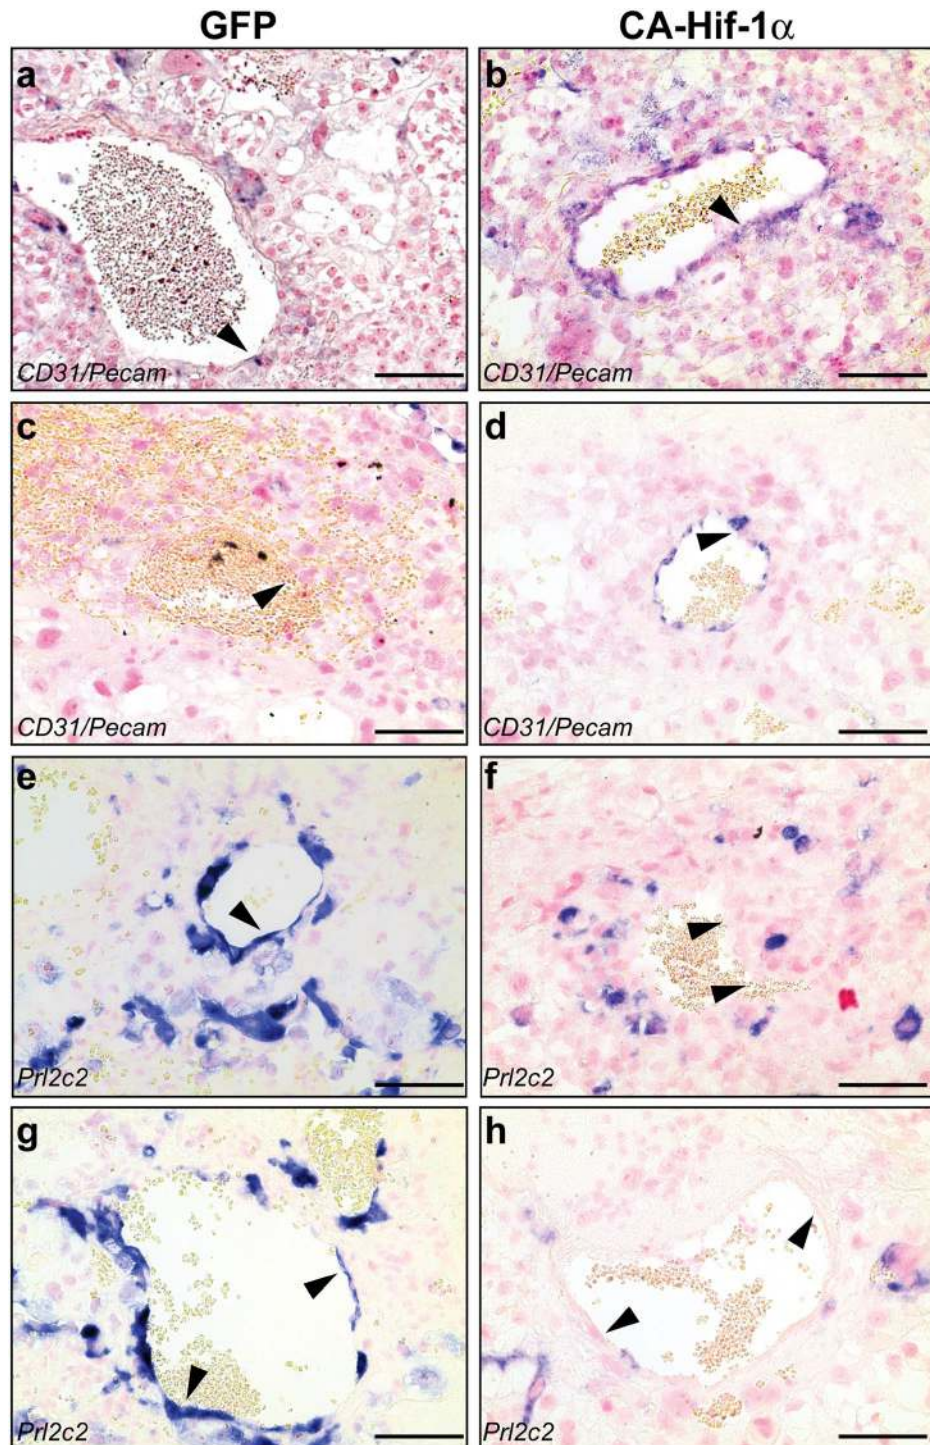 GFP CA-Hif-1α
a b
CD31/Pecam CD31/Pecam
c d
CD31/Pecam CD31/Pecam
e f
Prl2c2 Prl2c2
g h
Prl2c2 Prl2c2